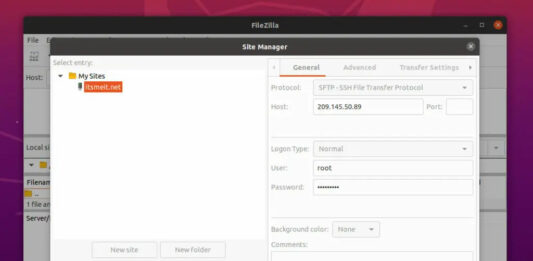 FileZilla
File
Site Manager
Host:
Select entry:
My Sites
itsmeit.net
General
Advanced
Transfer Settings
Protocol:
SFTP - SSH File Transfer Protocol
Host:
209.145.50.89
Port:
Logon Type:
Normal
User:
root
Password:
•••••••••
Background color:
None
Comments:
Local si
Filenam
..
1 file an
Server/
New site
New folder